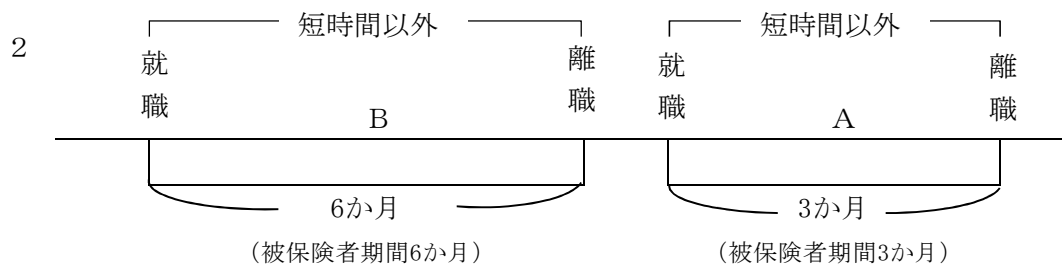 2
短時間以外
短時間以外
就職
離職
就職
離職
B
A
6か月
3か月
(被保険者期間6か月)
(被保険者期間3か月)